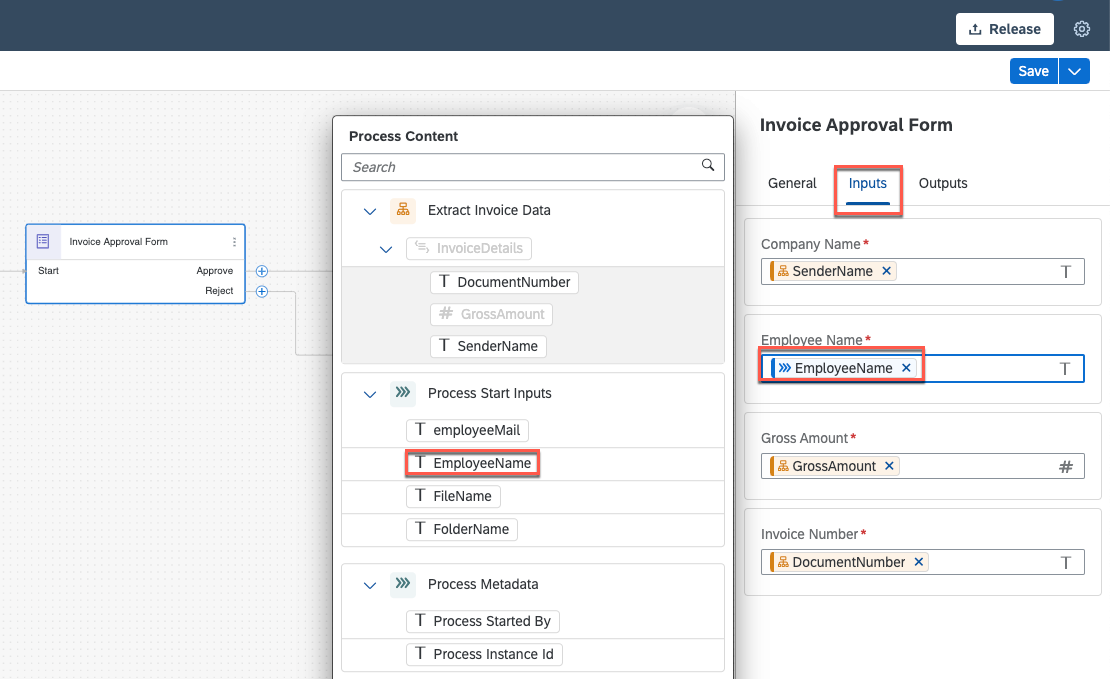 Release
Save
Invoice Approval Form
Start
Approve
Reject
Process Content
Search
Extract Invoice Data
InvoiceDetails
T DocumentNumber
# GrossAmount
T SenderName
Process Start Inputs
T employeeMail
T EmployeeName
T FileName
T FolderName
Process Metadata
T Process Started By
T Process Instance Id
Invoice Approval Form
General Inputs Outputs
Company Name*
SenderName × T
Employee Name*
EmployeeName × T
Gross Amount*
GrossAmount × #
Invoice Number*
DocumentNumber × T